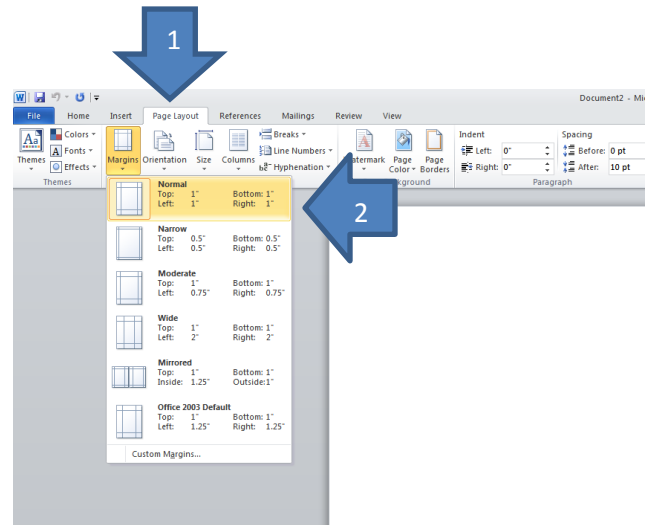 1
W
Document2 - Mi
File Home Insert Page Layout References Mailings Review View
Aa Colors Breaks Indent Spacing
A Fonts Line Numbers Left: 0" Before: 0 pt
Themes Effects Margins Orientation Size Columns Hyphenation Page Color Page Borders Right: 0" After: 10 pt
Themes Paragraph
2
Normal
Top: 1" Bottom: 1"
Left: 1" Right: 1"
Narrow
Top: 0.5" Bottom: 0.5"
Left: 0.5" Right: 0.5"
Moderate
Top: 1" Bottom: 1"
Left: 0.75" Right: 0.75"
Wide
Top: 1" Bottom: 1"
Left: 2" Right: 2"
Mirrored
Top: 1" Bottom: 1"
Inside: 1.25" Outside:1"
Office 2003 Default
Top: 1" Bottom: 1"
Left: 1.25" Right: 1.25"
Custom Margins...